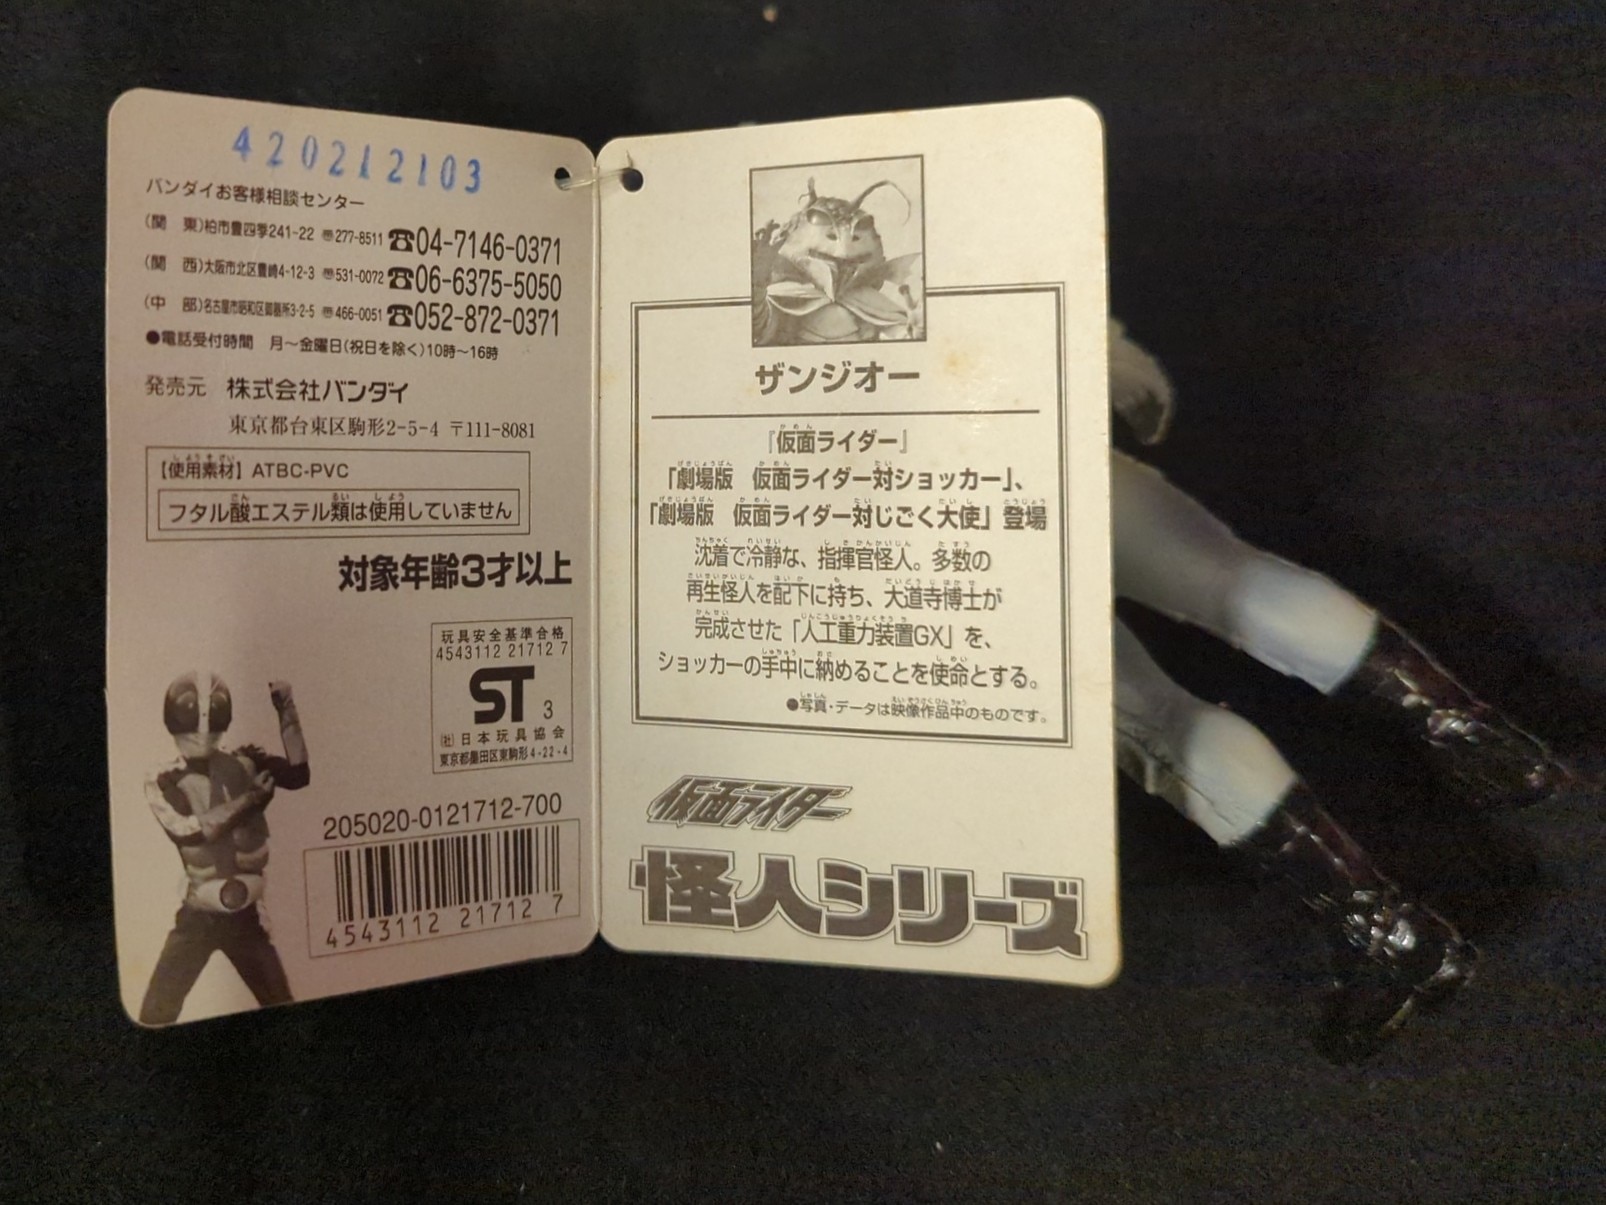 420212103
バンダイお客様相談センター
(関 東)柏市豊四季241-22 〠277-8511 ☎04-7146-0371
(関 西)大阪市北区豊崎4-12-3 〠531-0072 ☎06-6375-5050
(中 部)名古屋市昭和区御器所3-2-5 〠466-0051 ☎052-872-0371
●電話受付時間 月〜金曜日(祝日を除く)10時〜16時
発売元 株式会社バンダイ
東京都台東区駒形2-5-4 〒111-8081
【使用素材】ATBC-PVC
フタル酸エステル類は使用していません
対象年齢3才以上
玩具安全基準合格
4543112 21712 7
ST 3
(社)日本玩具協会
東京都墨田区東駒形4-22-4
205020-0121712-700
4543112 21712 7
ザンジオー
『仮面ライダー』
「劇場版 仮面ライダー対ショッカー」、
「劇場版 仮面ライダー対じごく大使」登場
沈着で冷静な、指揮官怪人。多数の
再生怪人を配下に持ち、大道寺博士が
完成させた「人工重力装置GX」を、
ショッカーの手中に納めることを使命とする。
●写真・データは映像作品中のものです。
仮面ライダー
怪人シリーズ